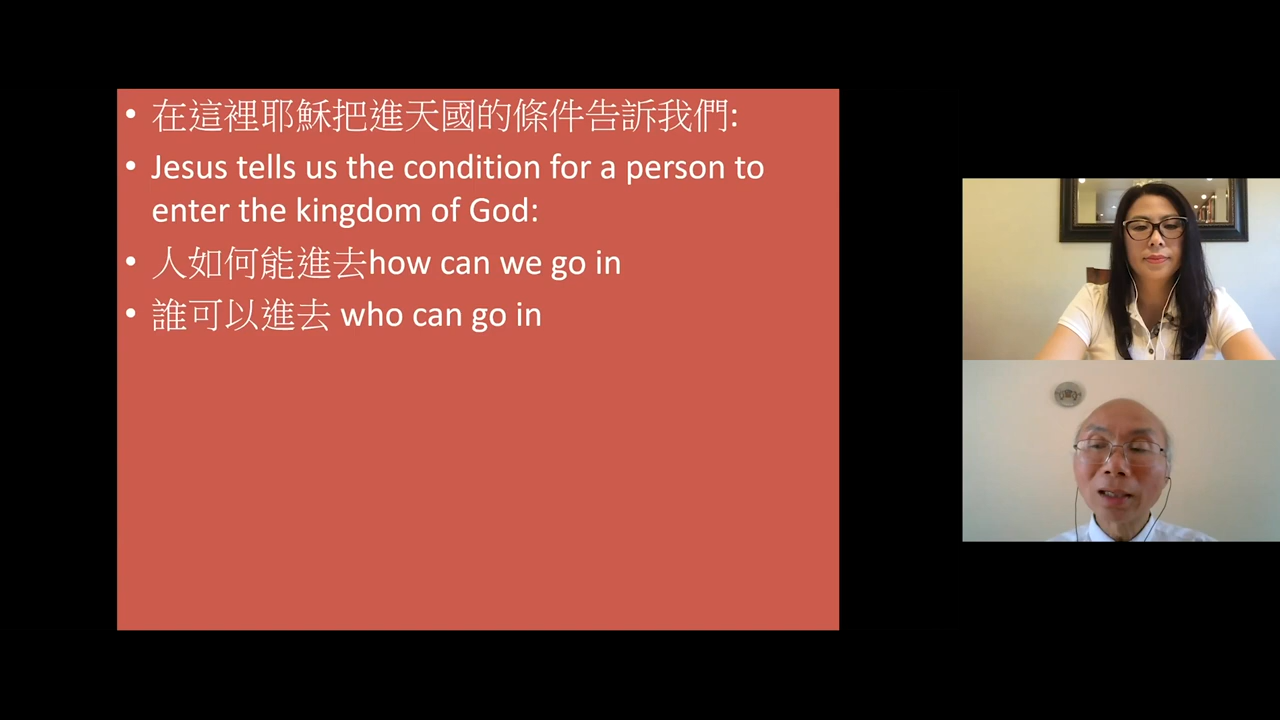 • 在這裡耶穌把進天國的條件告訴我們:
• Jesus tells us the condition for a person to
enter the kingdom of God:
• 人如何能進去how can we go in
• 誰可以進去 who can go in